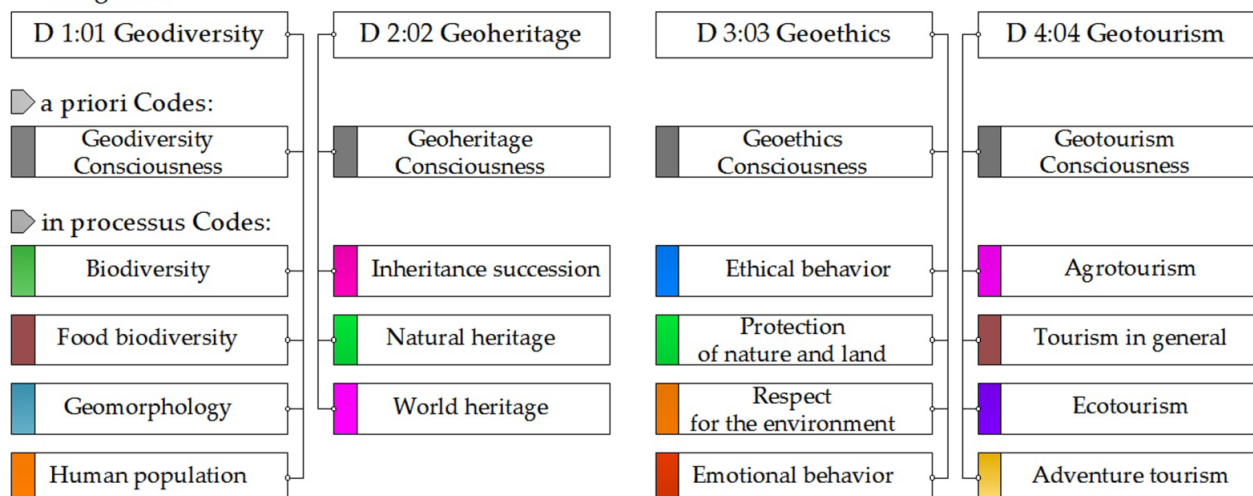 D 1:01 Geodiversity
D 2:02 Geoheritage
D 3:03 Geoethics
D 4:04 Geotourism
a priori Codes:
Geodiversity
Consciousness
Geoheritage
Consciousness
Geoethics
Consciousness
Geotourism
Consciousness
in processus Codes:
Biodiversity
Inheritance succession
Ethical behavior
Agrotourism
Food biodiversity
Natural heritage
Protection
of nature and land
Tourism in general
Geomorphology
World heritage
Respect
for the environment
Ecotourism
Human population
Emotional behavior
Adventure tourism